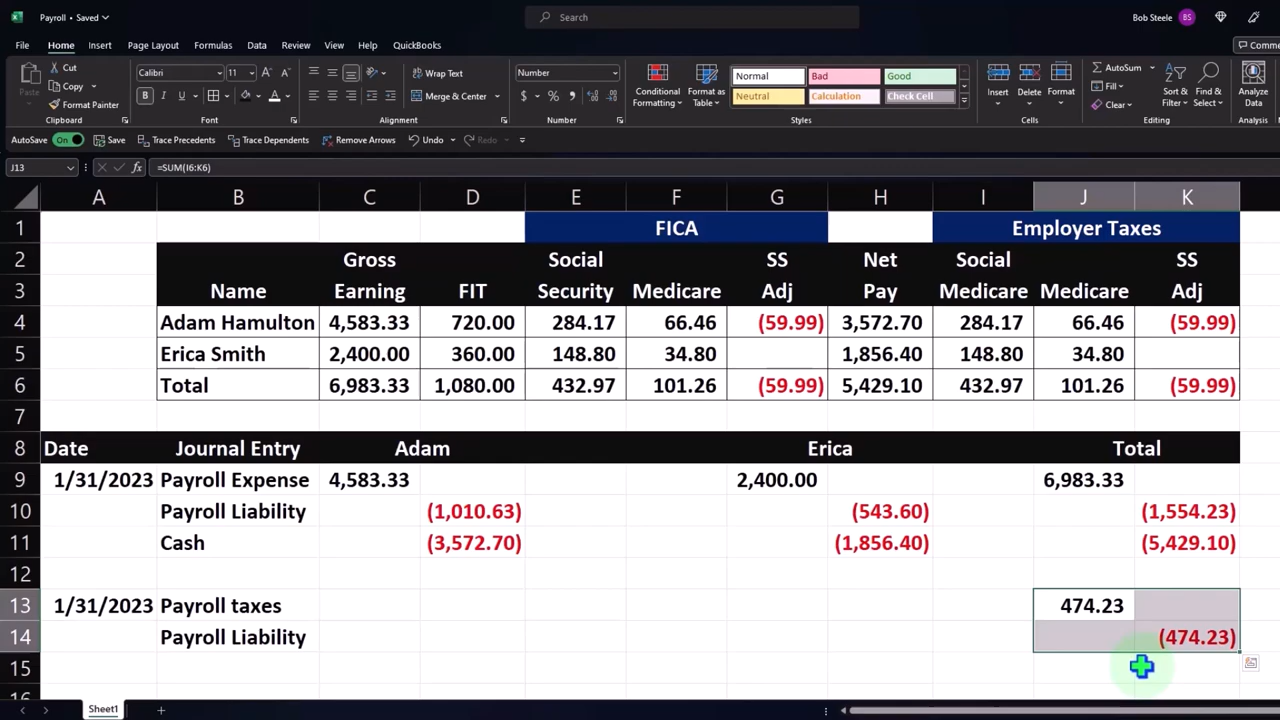 Payroll • Saved
Search
Bob Steele BS
File Home Insert Page Layout Formulas Data Review View Help QuickBooks Comme
Paste Cut Calibri 11 Wrap Text Number Conditional Formatting Format as Table Normal Bad Good Insert Delete Format AutoSum Sort & Filter Find & Select Analyze Data
Copy B I U Merge & Center $ % Neutral Calculation Check Cell Fill
Format Painter Clear
Clipboard Font Alignment Number Styles Cells Editing Analysis
AutoSave On Save Trace Precedents Trace Dependents Remove Arrows Undo Redo
J13 fx =SUM(I6:K6)
A B C D E F G H I J K
1 FICA Employer Taxes
2 Gross Social SS Net Social SS
3 Name Earning FIT Security Medicare Adj Pay Medicare Medicare Adj
4 Adam Hamulton 4,583.33 720.00 284.17 66.46 (59.99) 3,572.70 284.17 66.46 (59.99)
5 Erica Smith 2,400.00 360.00 148.80 34.80 1,856.40 148.80 34.80
6 Total 6,983.33 1,080.00 432.97 101.26 (59.99) 5,429.10 432.97 101.26 (59.99)
7
8 Date Journal Entry Adam Erica Total
9 1/31/2023 Payroll Expense 4,583.33 2,400.00 6,983.33
10 Payroll Liability (1,010.63) (543.60) (1,554.23)
11 Cash (3,572.70) (1,856.40) (5,429.10)
12
13 1/31/2023 Payroll taxes 474.23
14 Payroll Liability (474.23)
15
16
Sheet1